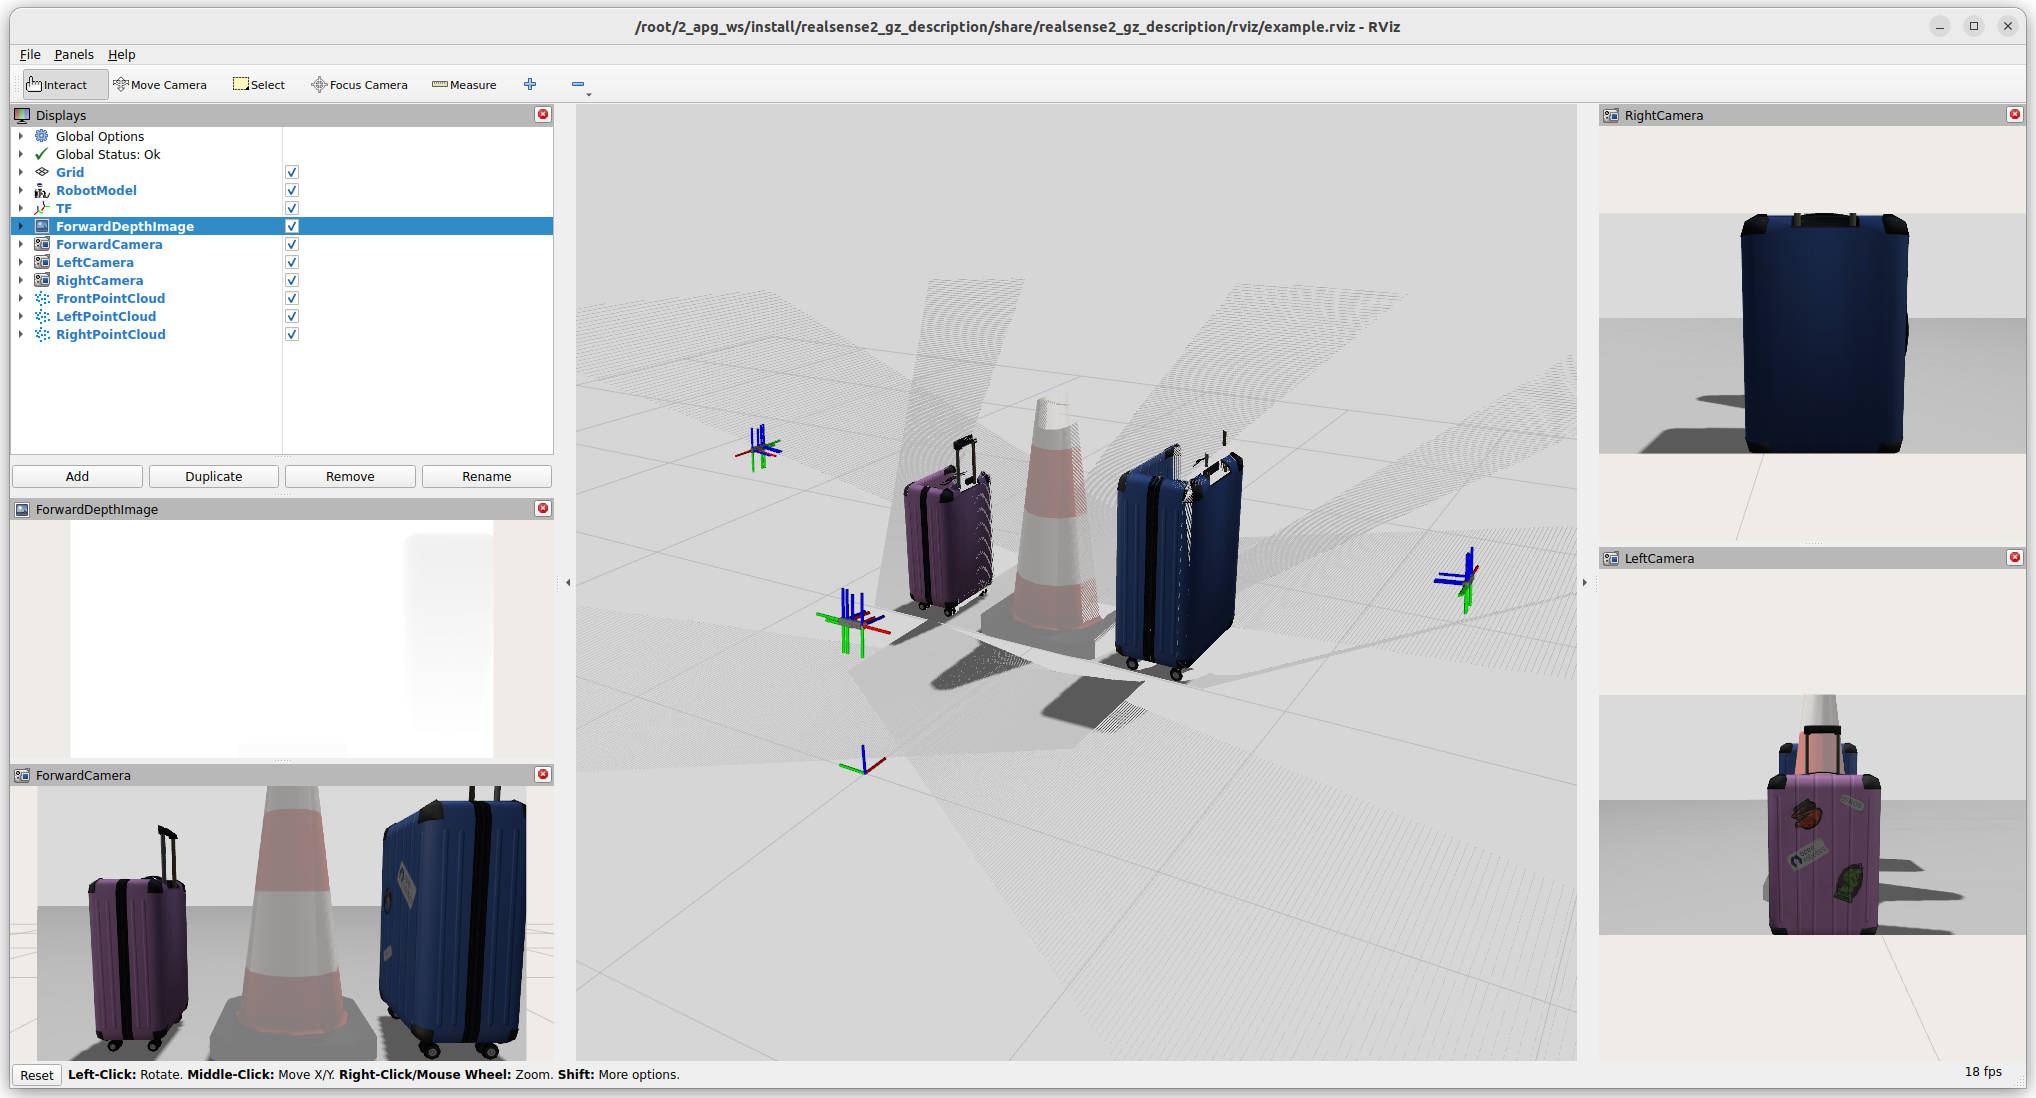 /root/2_apg_ws/install/realsense2_gz_description/share/realsense2_gz_description/rviz/example.rviz - RViz
File Panels Help
Interact Move Camera Select Focus Camera Measure
Displays
Global Options
Global Status: Ok
Grid
RobotModel
TF
ForwardDepthImage
ForwardCamera
LeftCamera
RightCamera
FrontPointCloud
LeftPointCloud
RightPointCloud
Add Duplicate Remove Rename
ForwardDepthImage
ForwardCamera
RightCamera
LeftCamera
Reset Left-Click: Rotate. Middle-Click: Move X/Y. Right-Click/Mouse Wheel: Zoom. Shift: More options.
18 fps